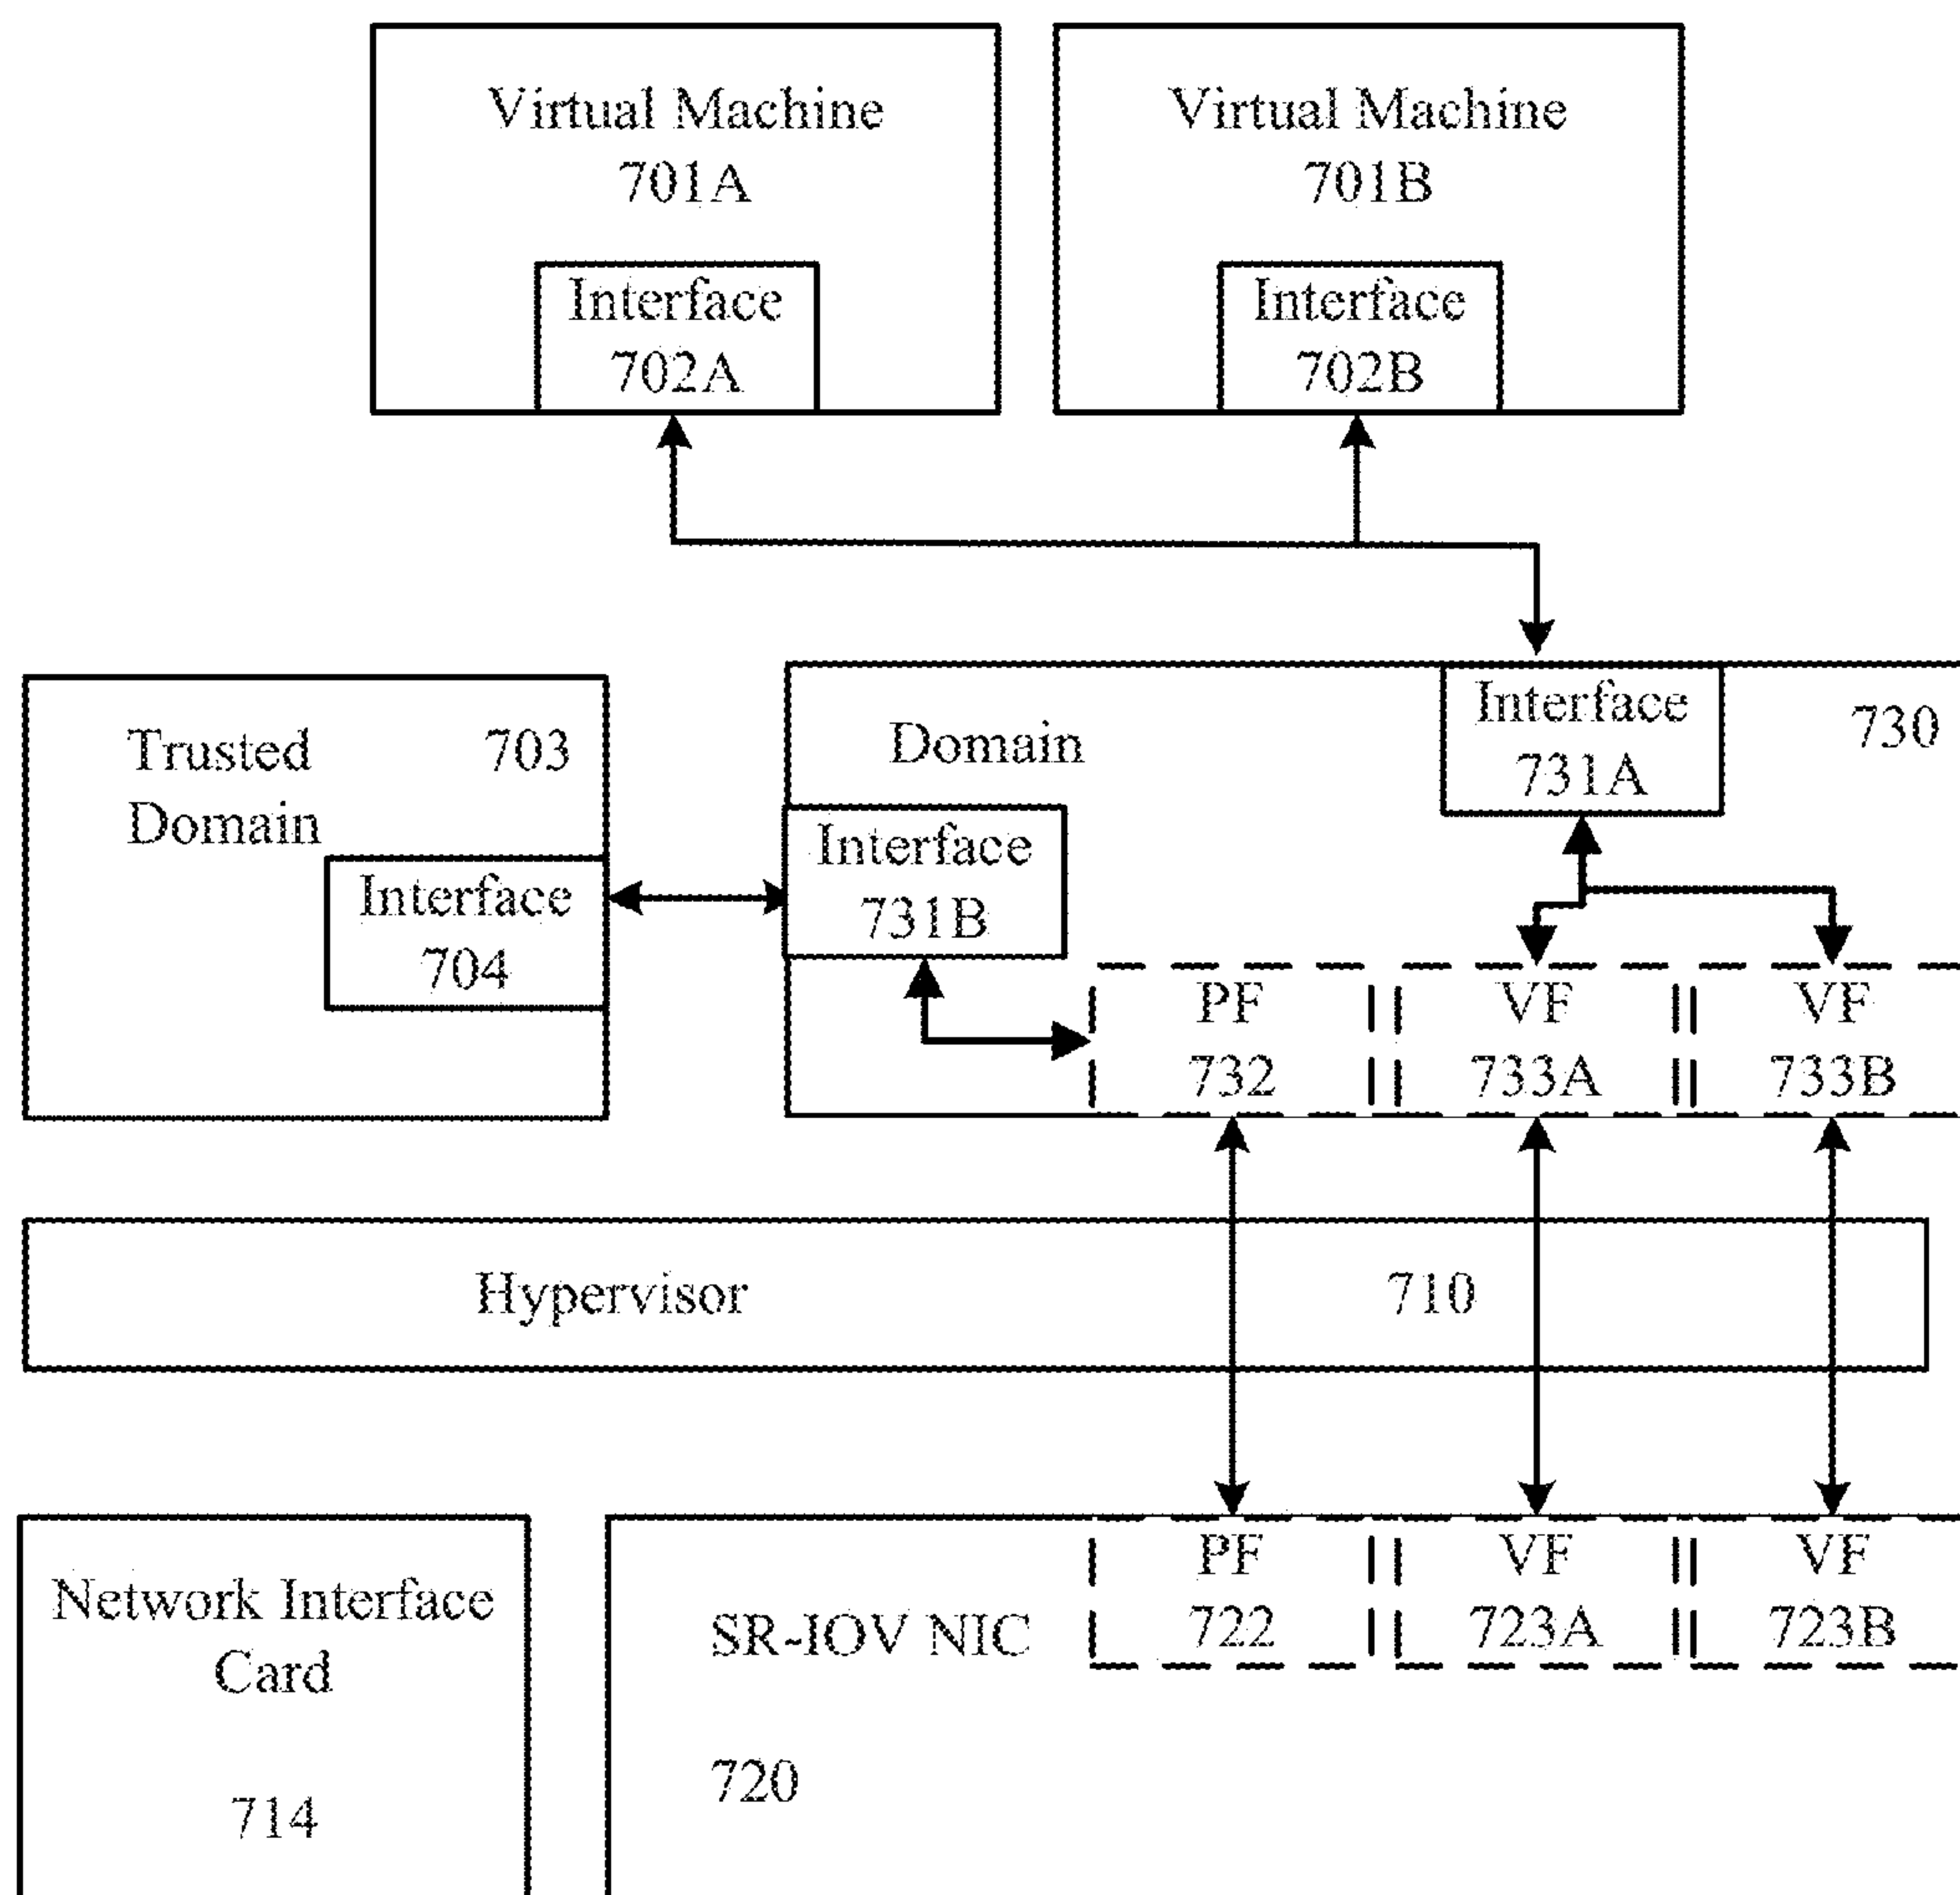 Virtual Machine
701A
Interface
702A
Virtual Machine
701B
Interface
702B
Trusted
Domain
703
Interface
704
Domain
730
Interface
731A
Interface
731B
PF
732
VF
733A
VF
733B
Hypervisor
710
Network Interface
Card
714
SR-IOV NIC
720
PF
722
VF
723A
VF
723B